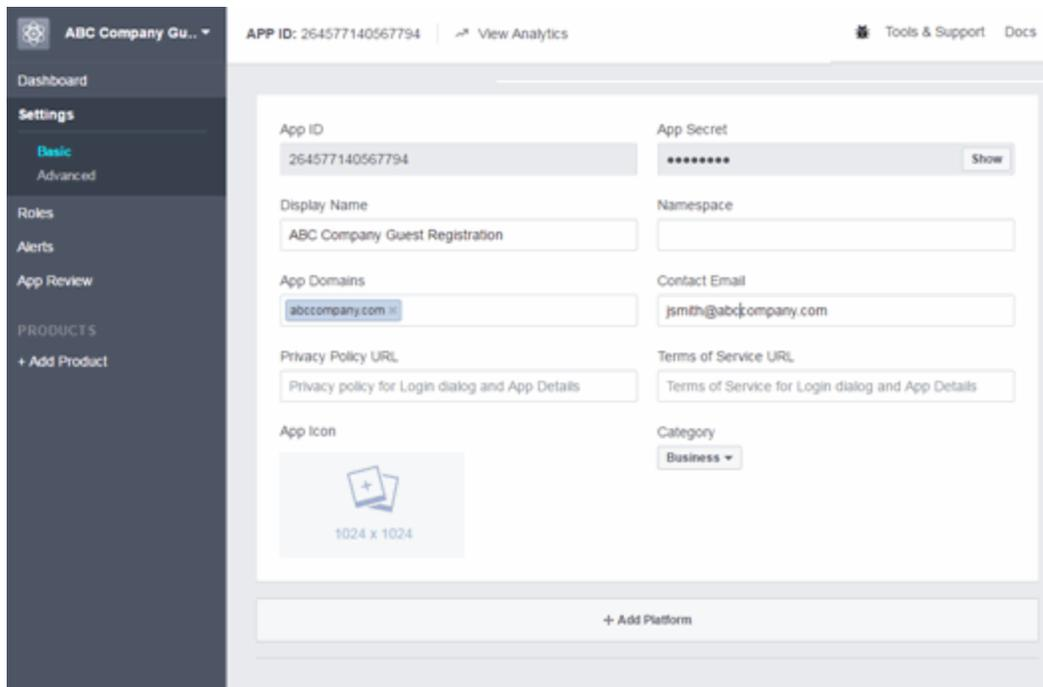 ABC Company Gu..
APP ID: 264577140567794
View Analytics
Tools & Support
Docs
Dashboard
Settings
Basic
Advanced
Roles
Alerts
App Review
PRODUCTS
+ Add Product
App ID
264577140567794
App Secret
••••••••
Show
Display Name
ABC Company Guest Registration
Namespace
App Domains
abccompany.com ×
Contact Email
jsmith@abccompany.com
Privacy Policy URL
Privacy policy for Login dialog and App Details
Terms of Service URL
Terms of Service for Login dialog and App Details
App Icon
1024 x 1024
Category
Business
+ Add Platform